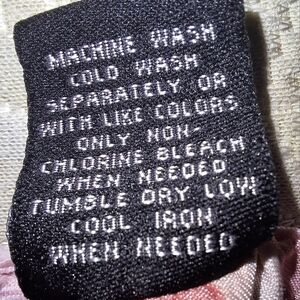 MACHINE WASH
COLD WASH
SEPARATELY OR
WITH LIKE COLORS
ONLY NON-
CHLORINE BLEACH
WHEN NEEDED
TUMBLE DRY LOW
COOL IRON
WHEN NEEDED